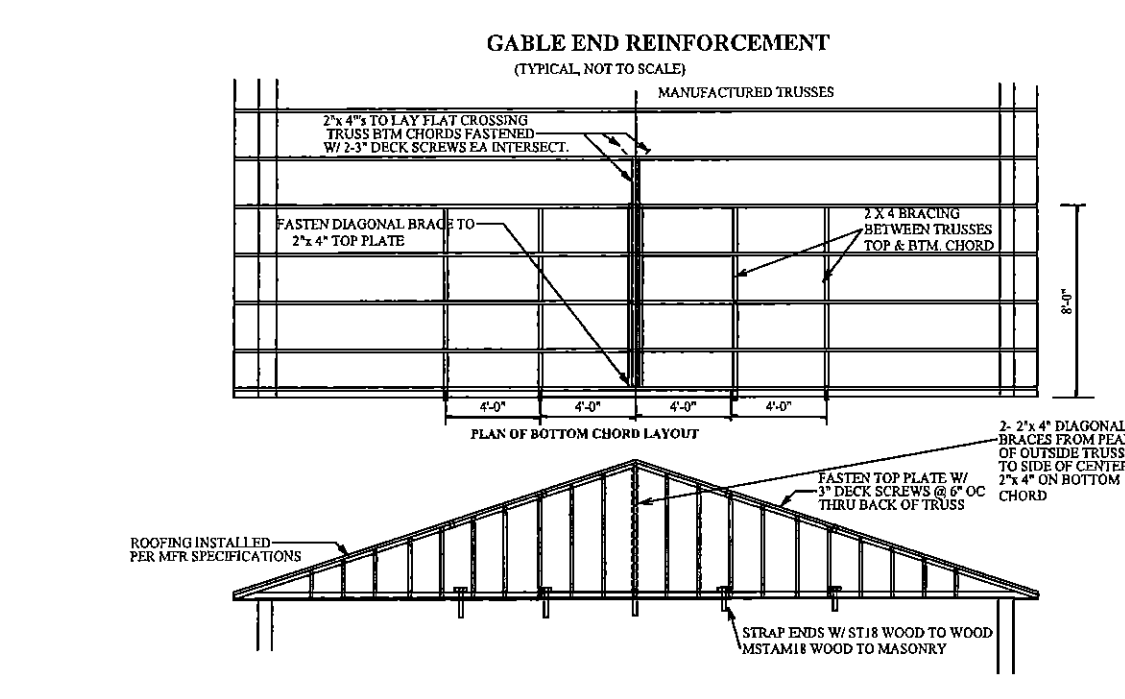 GABLE END REINFORCEMENT
(TYPICAL, NOT TO SCALE)
MANUFACTURED TRUSSES
2"x 4"'s TO LAY FLAT CROSSING
TRUSS BTM CHORDS FASTENED
W/ 2-3" DECK SCREWS EA INTERSECT.
FASTEN DIAGONAL BRACE TO
2"x 4" TOP PLATE
2 X 4 BRACING
BETWEEN TRUSSES
TOP & BTM. CHORD
8'-0"
4'-0" 4'-0" 4'-0" 4'-0"
PLAN OF BOTTOM CHORD LAYOUT
2- 2"x 4" DIAGONAL
BRACES FROM PEA
OF OUTSIDE TRUSS
TO SIDE OF CENTE
2"x 4" ON BOTTOM
CHORD
FASTEN TOP PLATE W/
3" DECK SCREWS @ 6" OC
THRU BACK OF TRUSS
ROOFING INSTALLED
PER MFR SPECIFICATIONS
STRAP ENDS W/ ST18 WOOD TO WOOD
MSTAM18 WOOD TO MASONRY